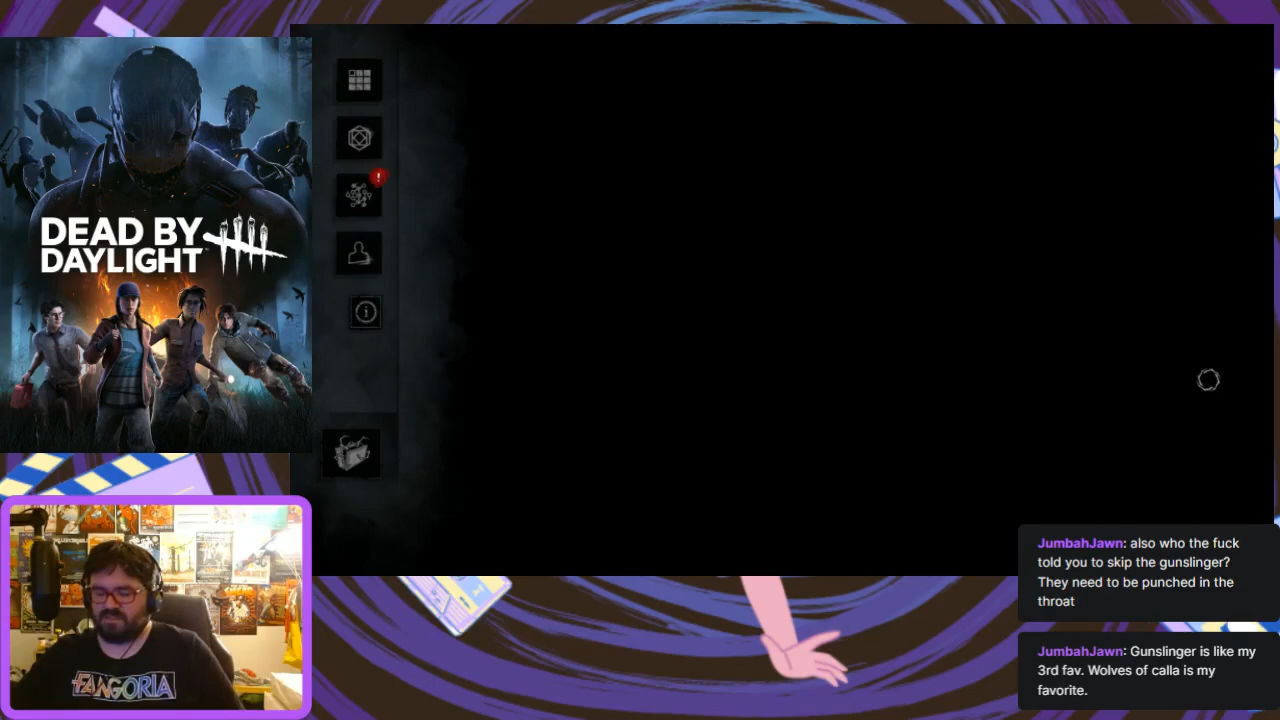 DEAD BY
DAYLIGHT
FANGORIA
JumbahJawn: also who the fuck
told you to skip the gunslinger?
They need to be punched in the
throat
JumbahJawn: Gunslinger is like my
3rd fav. Wolves of calla is my
favorite.